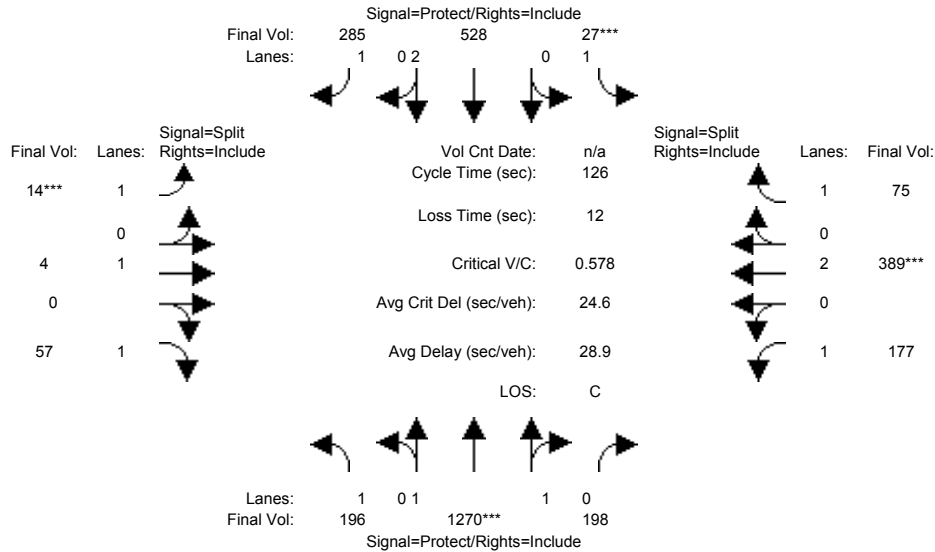 Signal=Protect/Rights=Include
Final Vol: 285 528 27***
Lanes: 1 0 2 0 1
Signal=Split
Final Vol: Lanes: Rights=Include
Vol Cnt Date: n/a
Signal=Split
Rights=Include Lanes: Final Vol:
Cycle Time (sec): 126
14*** 1
1 75
Loss Time (sec): 12
0
0
4 1
Critical V/C: 0.578
2 389***
0
Avg Crit Del (sec/veh): 24.6
0
57 1
Avg Delay (sec/veh): 28.9
1 177
LOS: C
Lanes: 1 0 1 1 0
Final Vol: 196 1270*** 198
Signal=Protect/Rights=Include